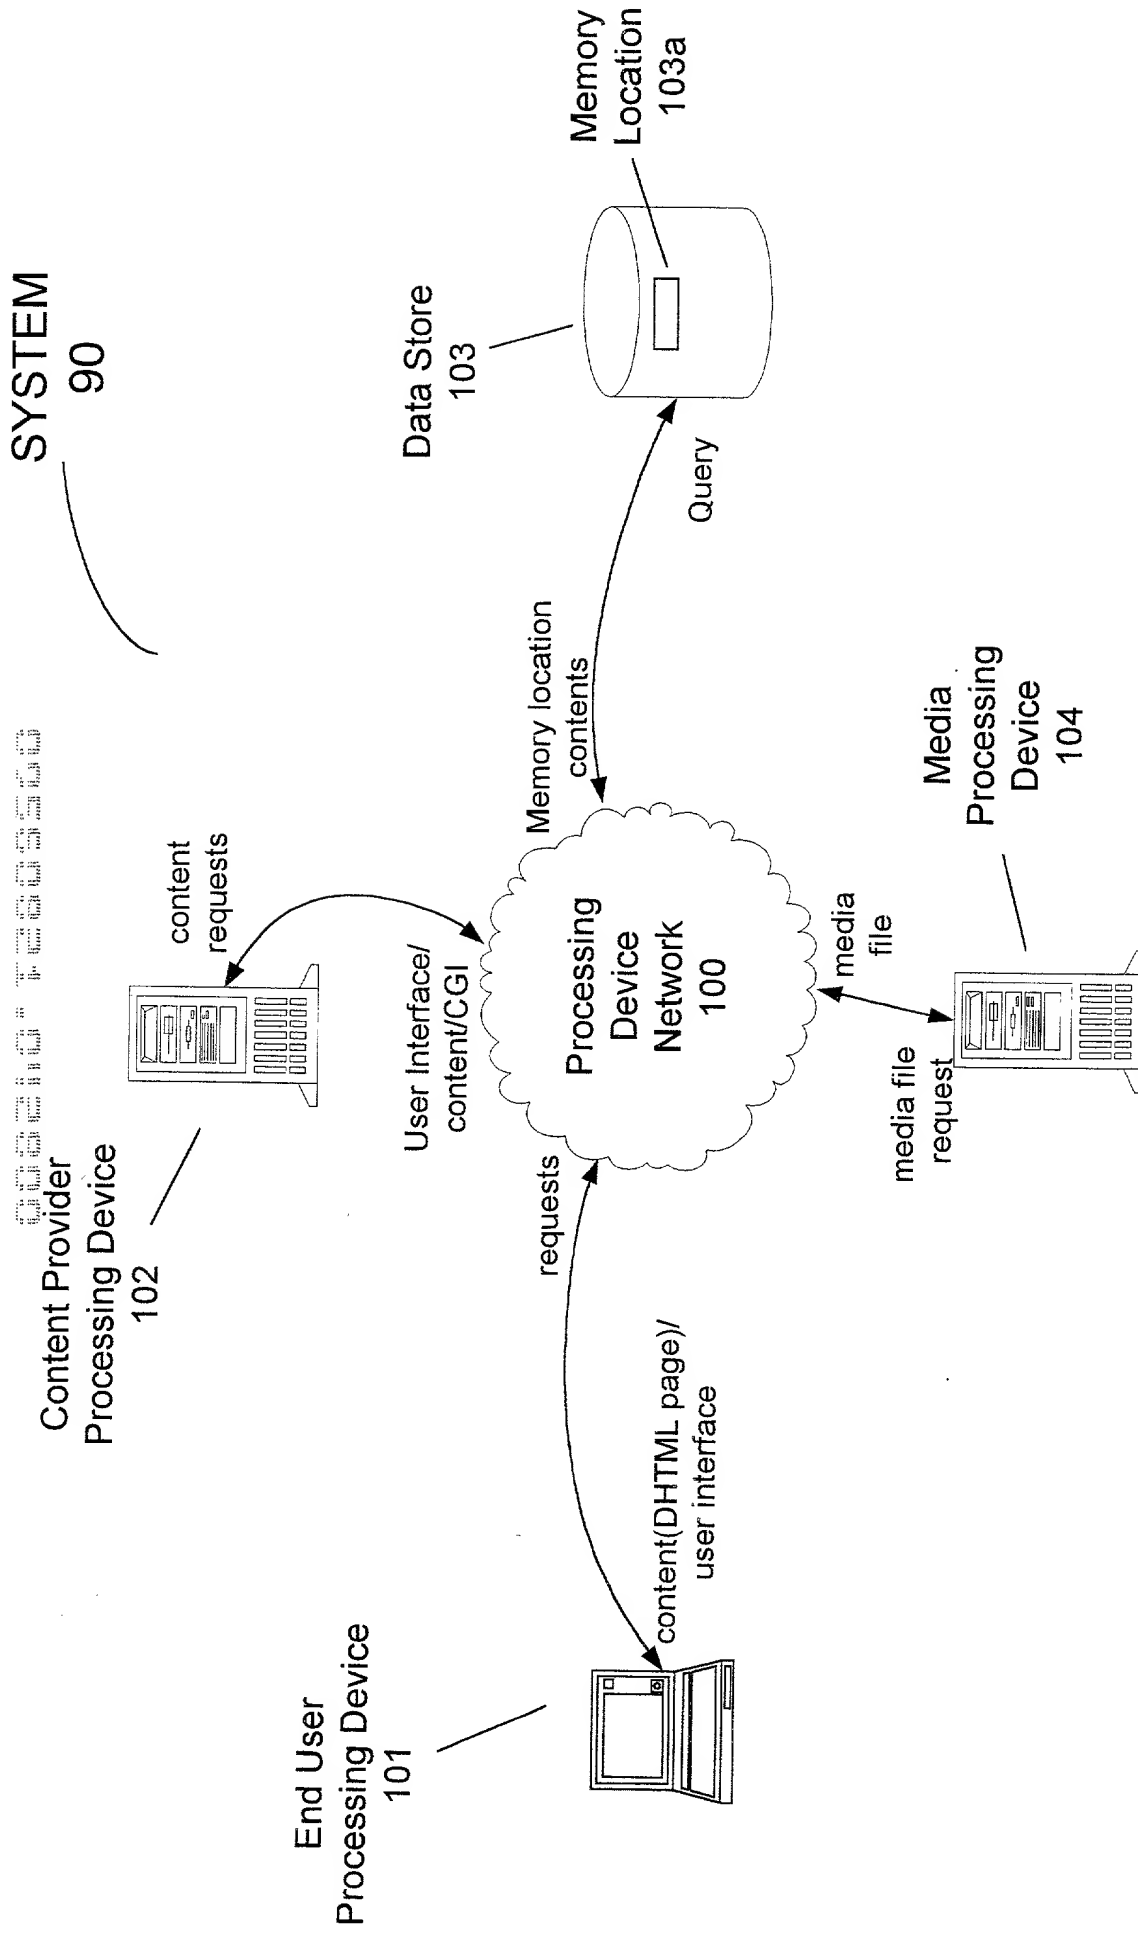 SYSTEM
90
Content Provider
Processing Device
102
content
requests
User Interface/
content/CGI
End User
Processing Device
101
requests
content(DHTML page)/
user interface
Processing
Device
Network
100
Memory location
contents
Query
Data Store
103
Memory
Location
103a
media
file
media file
request
Media
Processing
Device
104